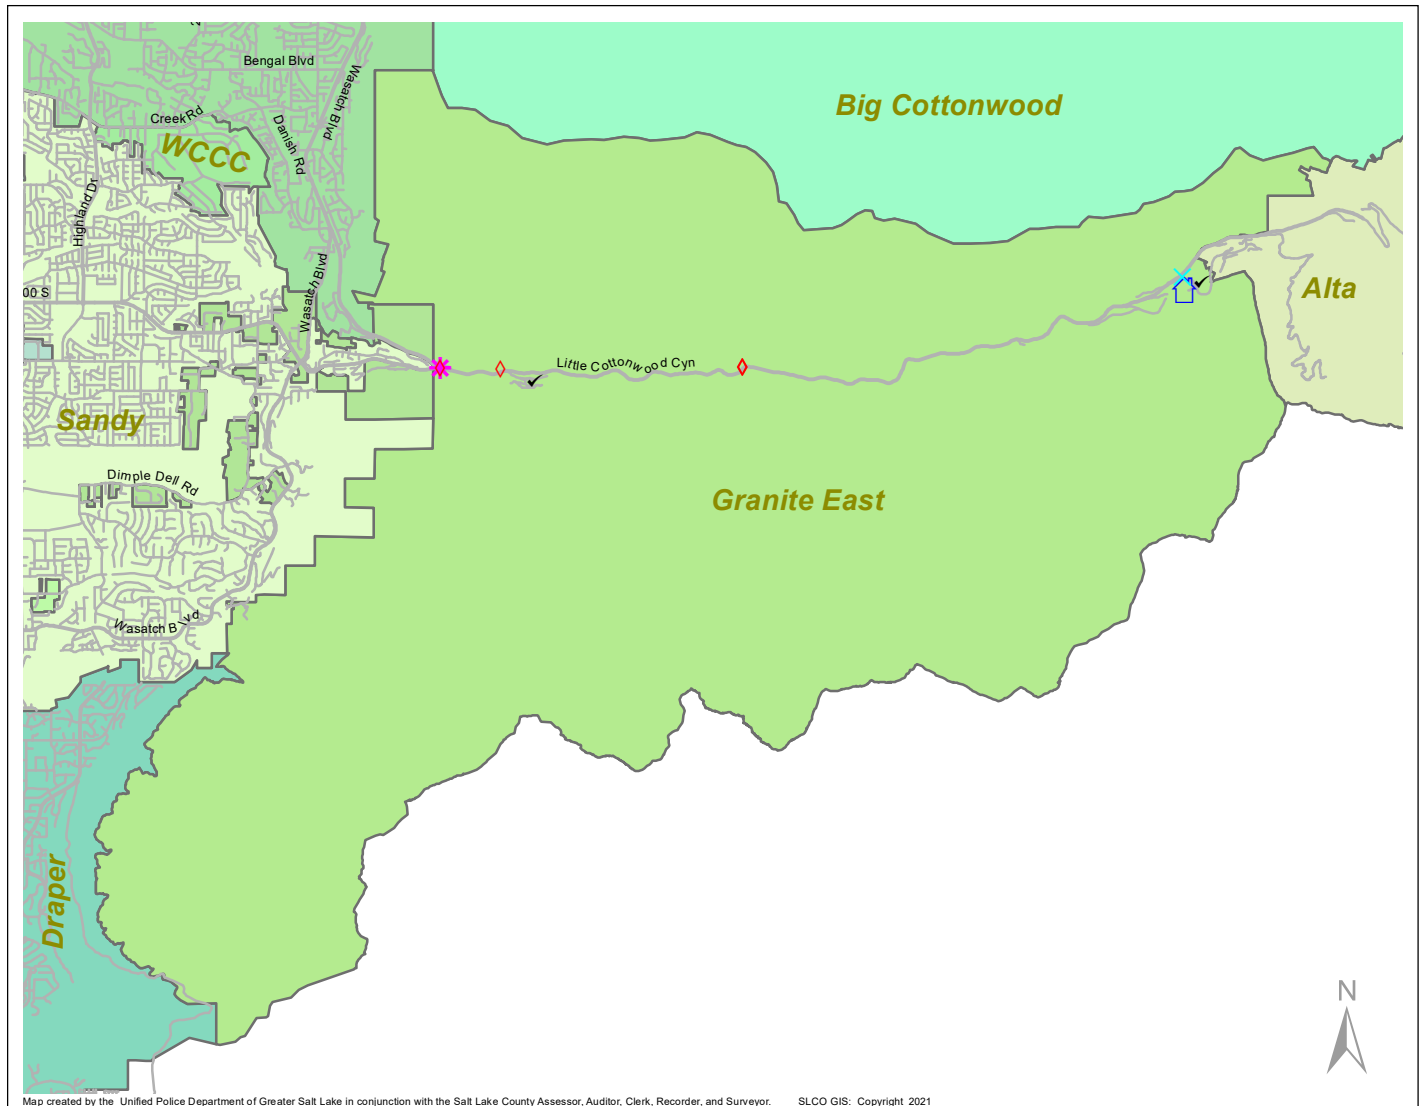 Bengal Blvd
Wasatch Blvd
Big Cottonwood
Creek Rd
WCCC
Danish Rd
Highland Dr
Wasatch Blvd
00 S
Alta
Little Cottonwood Cyn
Sandy
Dimple Dell Rd
Granite East
Wasatch Blvd
Draper
N
Map created by the Unified Police Department of Greater Salt Lake in conjunction with the Salt Lake County Assessor, Auditor, Clerk, Recorder, and Surveyor. SLCO GIS: Copyright 2021